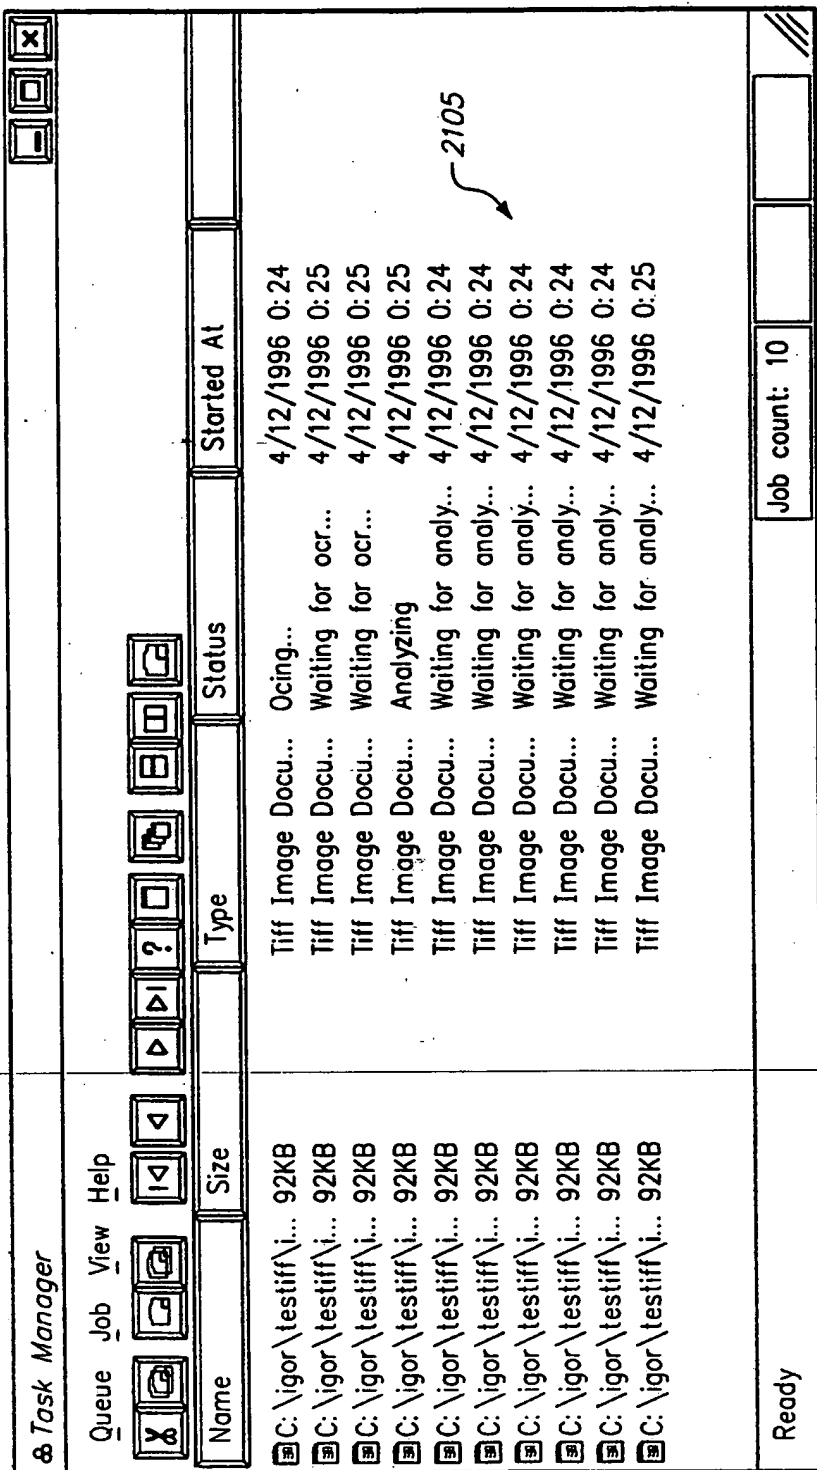 Task Manager
Queue Job View Help
?
Name Size Type Status Started At
C:\igor\testiff\i... 92KB Tiff Image Docu... Ocing... 4/12/1996 0:24
C:\igor\testiff\i... 92KB Tiff Image Docu... Waiting for ocr... 4/12/1996 0:25
C:\igor\testiff\i... 92KB Tiff Image Docu... Waiting for ocr... 4/12/1996 0:25
C:\igor\testiff\i... 92KB Tiff Image Docu... Analyzing 4/12/1996 0:25
C:\igor\testiff\i... 92KB Tiff Image Docu... Waiting for analy... 4/12/1996 0:24
C:\igor\testiff\i... 92KB Tiff Image Docu... Waiting for analy... 4/12/1996 0:24
C:\igor\testiff\i... 92KB Tiff Image Docu... Waiting for analy... 4/12/1996 0:24
C:\igor\testiff\i... 92KB Tiff Image Docu... Waiting for analy... 4/12/1996 0:24
C:\igor\testiff\i... 92KB Tiff Image Docu... Waiting for analy... 4/12/1996 0:24
C:\igor\testiff\i... 92KB Tiff Image Docu... Waiting for analy... 4/12/1996 0:25
2105
Ready Job count: 10